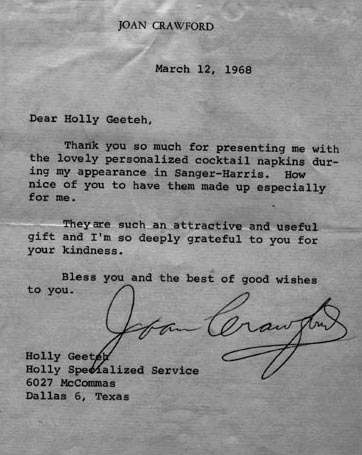 JOAN CRAWFORD
March 12, 1968
Dear Holly Geeteh,
Thank you so much for presenting me with
the lovely personalized cocktail napkins dur-
ing my appearance in Sanger-Harris. How
nice of you to have them made up especially
for me.
They are such an attractive and useful
gift and I'm so deeply grateful to you for
your kindness.
Bless you and the best of good wishes
to you.
Joan Crawford
Holly Geeteh
Holly Specialized Service
6027 McCommas
Dallas 6, Texas